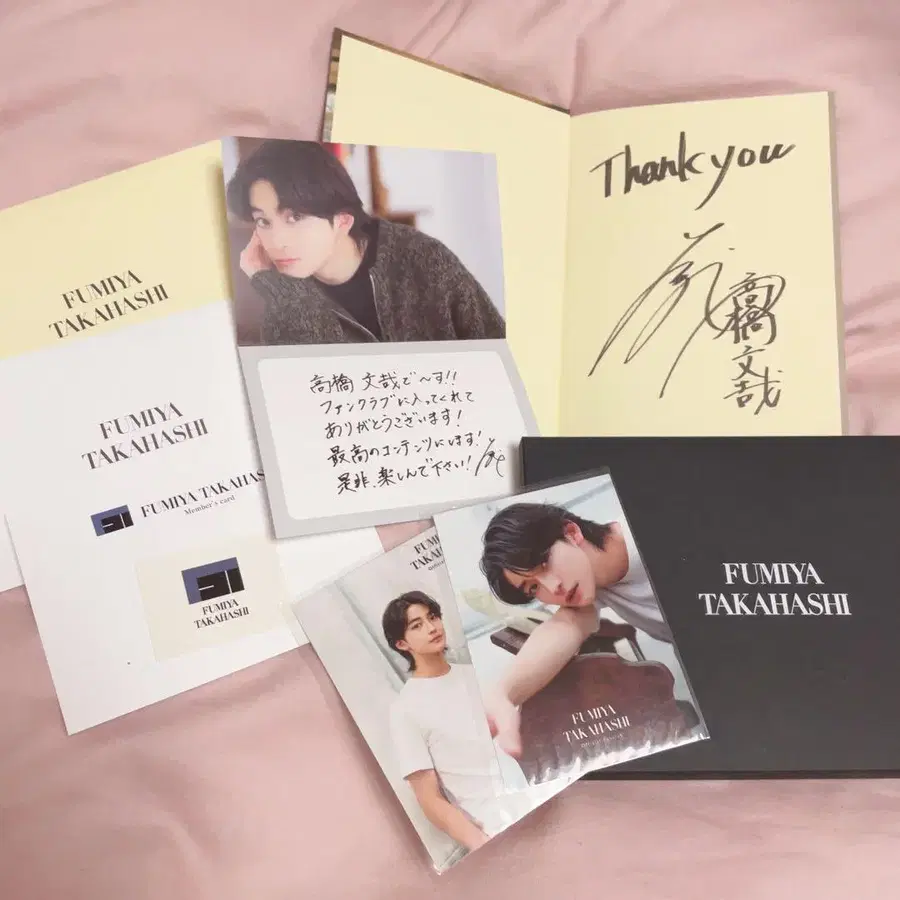 Thank you
高橋文哉
FUMIYA
TAKAHASHI
FUMIYA
TAKAHASHI
FUMIYA TAKAHAS
Member's card
FUMIYA
TAKAHASHI
高橋 文哉で〜す!!
ファンクラブに入ってくれて
ありがとうございます!
最高のコンテンツにします!
是非、楽しんで下さい!
FUM
TAKAH
FUMIYA
TAKAHASHI
FUMIYA
TAKAHASHI